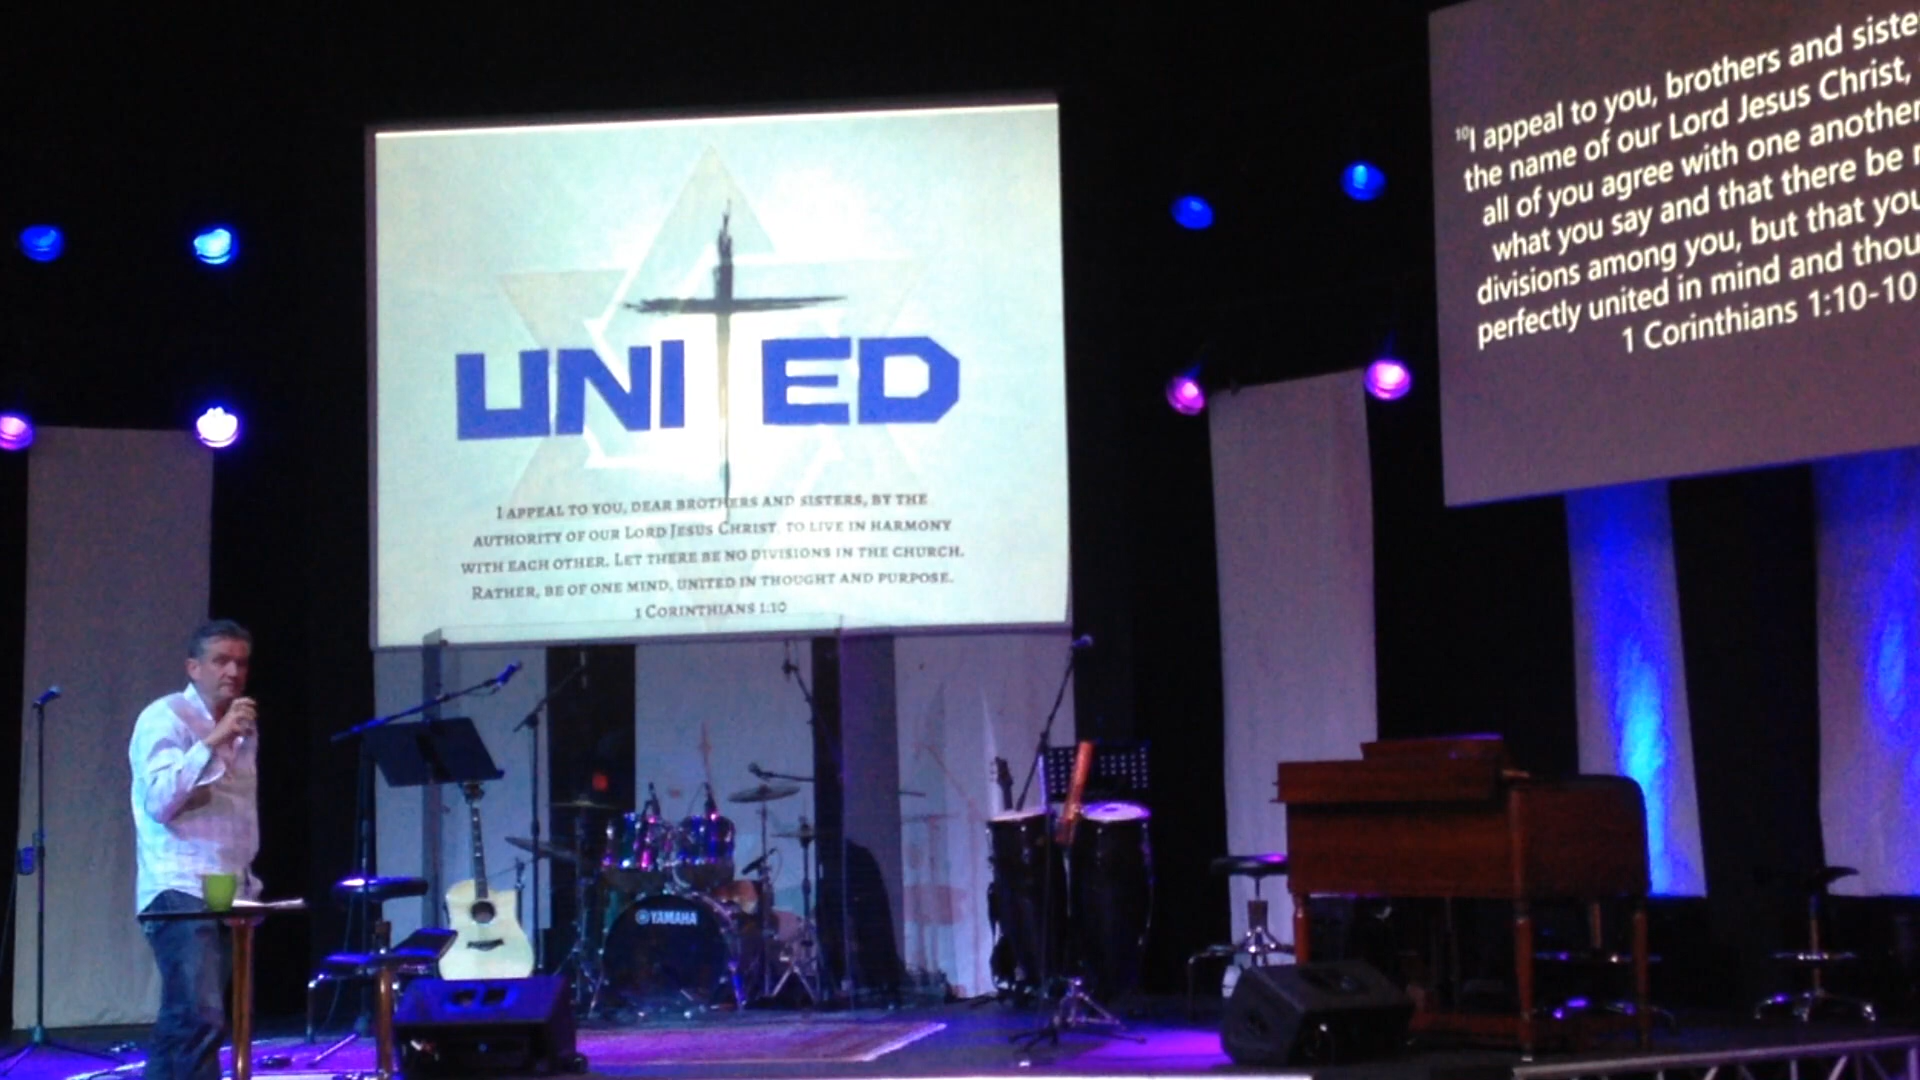 UNITED
I APPEAL TO YOU, DEAR BROTHERS AND SISTERS, BY THE
AUTHORITY OF OUR LORD JESUS CHRIST, TO LIVE IN HARMONY
WITH EACH OTHER. LET THERE BE NO DIVISIONS IN THE CHURCH.
RATHER, BE OF ONE MIND, UNITED IN THOUGHT AND PURPOSE.
1 CORINTHIANS 1:10
10I appeal to you, brothers and siste
the name of our Lord Jesus Christ,
all of you agree with one another
what you say and that there be
divisions among you, but that you
perfectly united in mind and thou
1 Corinthians 1:10-10
YAMAHA